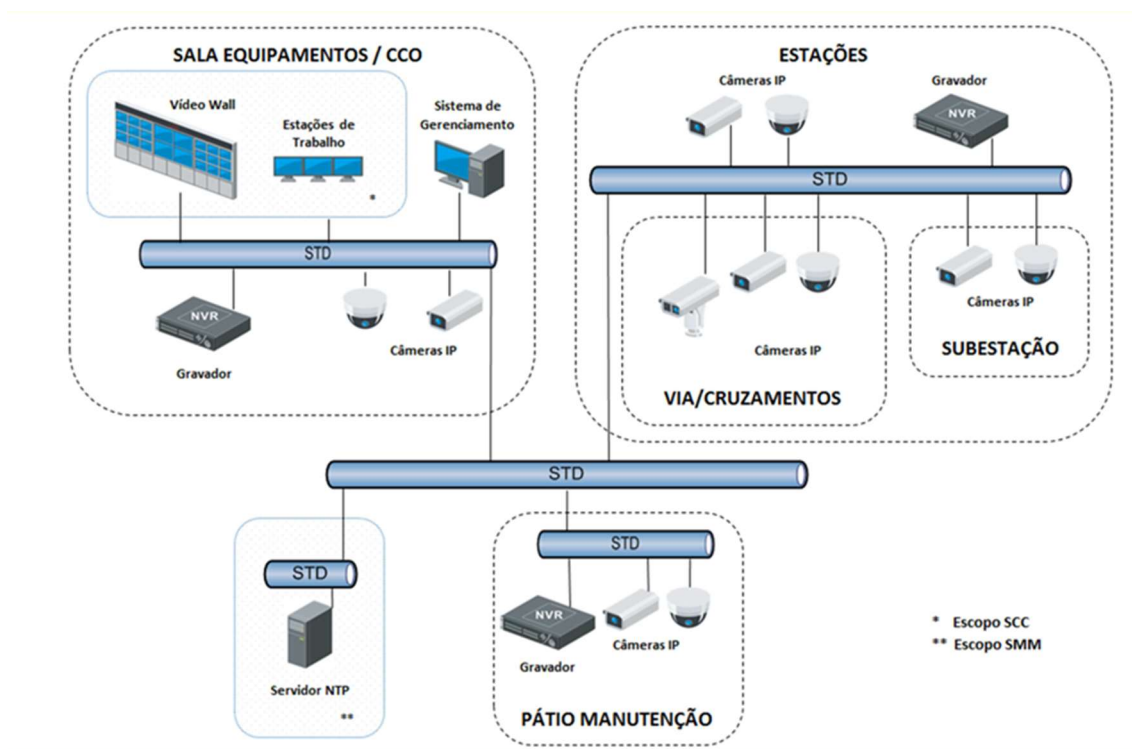 SALA EQUIPAMENTOS / CCO
Vídeo Wall
Estações de
Trabalho
*
Sistema de
Gerenciamento
STD
NVR
Gravador
Câmeras IP
ESTAÇÕES
Câmeras IP
Gravador
NVR
STD
Câmeras IP
VIA/CRUZAMENTOS
Câmeras IP
SUBESTAÇÃO
STD
STD
Servidor NTP
**
STD
NVR
Gravador
Câmeras IP
PÁTIO MANUTENÇÃO
* Escopo SCC
** Escopo SMM